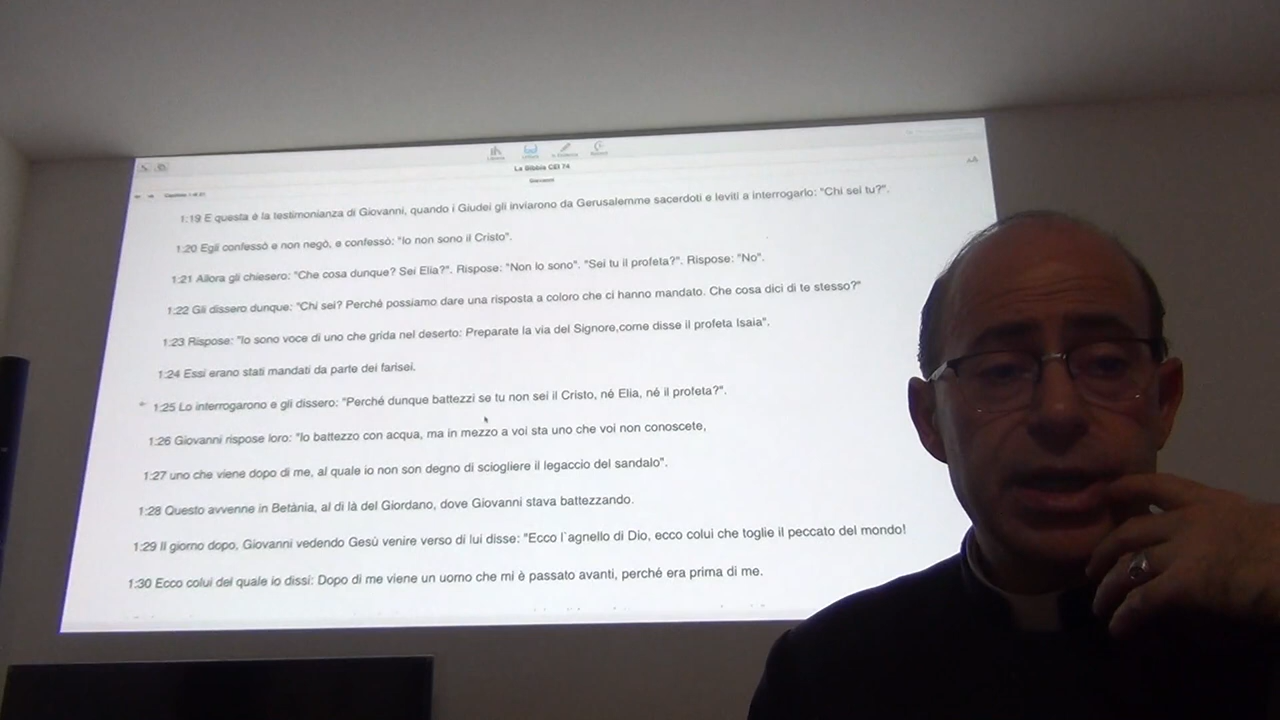 La Bibbia CEI 74
Giovanni
1:19 E questa è la testimonianza di Giovanni, quando i Giudei gli inviarono da Gerusalemme sacerdoti e leviti a interrogarlo: "Chi sei tu?".
1:20 Egli confessò e non negò, e confessò: "Io non sono il Cristo".
1:21 Allora gli chiesero: "Che cosa dunque? Sei Elia?". Rispose: "Non lo sono". "Sei tu il profeta?". Rispose: "No".
1:22 Gli dissero dunque: "Chi sei? Perché possiamo dare una risposta a coloro che ci hanno mandato. Che cosa dici di te stesso?"
1:23 Rispose: "Io sono voce di uno che grida nel deserto: Preparate la via del Signore,come disse il profeta Isaia".
1:24 Essi erano stati mandati da parte dei farisei.
1:25 Lo interrogarono e gli dissero: "Perché dunque battezzi se tu non sei il Cristo, né Elia, né il profeta?".
1:26 Giovanni rispose loro: "Io battezzo con acqua, ma in mezzo a voi sta uno che voi non conoscete,
1:27 uno che viene dopo di me, al quale io non son degno di sciogliere il legaccio del sandalo".
1:28 Questo avvenne in Betània, al di là del Giordano, dove Giovanni stava battezzando.
1:29 Il giorno dopo, Giovanni vedendo Gesù venire verso di lui disse: "Ecco l`agnello di Dio, ecco colui che toglie il peccato del mondo!
1:30 Ecco colui del quale io dissi: Dopo di me viene un uomo che mi è passato avanti, perché era prima di me.